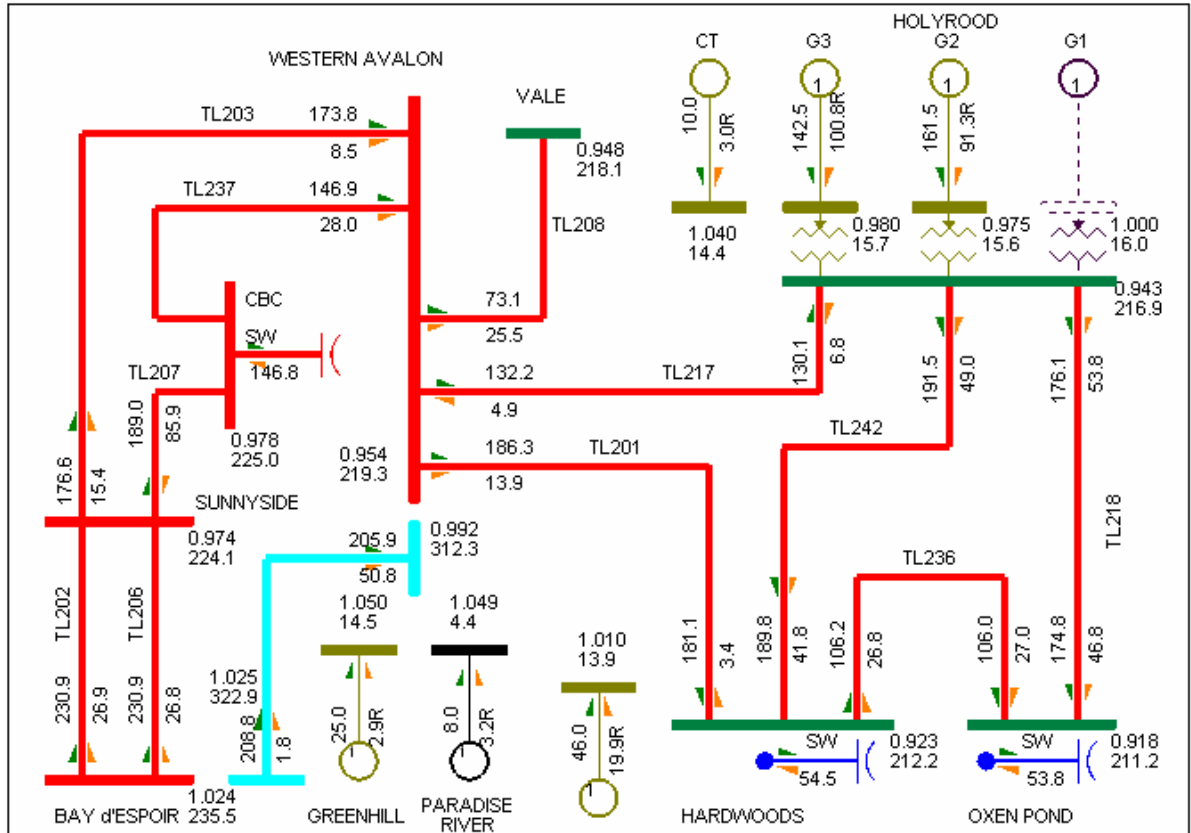 HOLYROOD
CT
G3
G2
G1
WESTERN AVALON
VALE
TL203
173.8
8.5
0.948
218.1
TL237
146.9
28.0
TL208
10.0
3.0R
1
142.5
100.8R
1
161.5
91.3R
1
1.040
14.4
0.980
15.7
0.975
15.6
1.000
16.0
0.943
216.9
CBC
SW
146.8
73.1
25.5
TL207
189.0
85.9
132.2
4.9
TL217
130.1
6.8
191.5
49.0
176.1
53.8
0.978
225.0
0.954
219.3
186.3
13.9
TL201
TL242
176.6
15.4
SUNNYSIDE
0.974
224.1
0.992
312.3
205.9
50.8
TL218
TL236
TL202
TL206
1.050
14.5
1.049
4.4
1.010
13.9
230.9
26.9
230.9
26.8
1.025
322.9
208.8
1.8
25.0
2.9R
1
8.0
3.2R
1
46.0
19.9R
1
181.1
3.4
189.8
41.8
106.2
26.8
106.0
27.0
174.8
46.8
SW
54.5
0.923
212.2
SW
53.8
0.918
211.2
BAY d'ESPOIR
1.024
235.5
GREENHILL
PARADISE
RIVER
HARDWOODS
OXEN POND